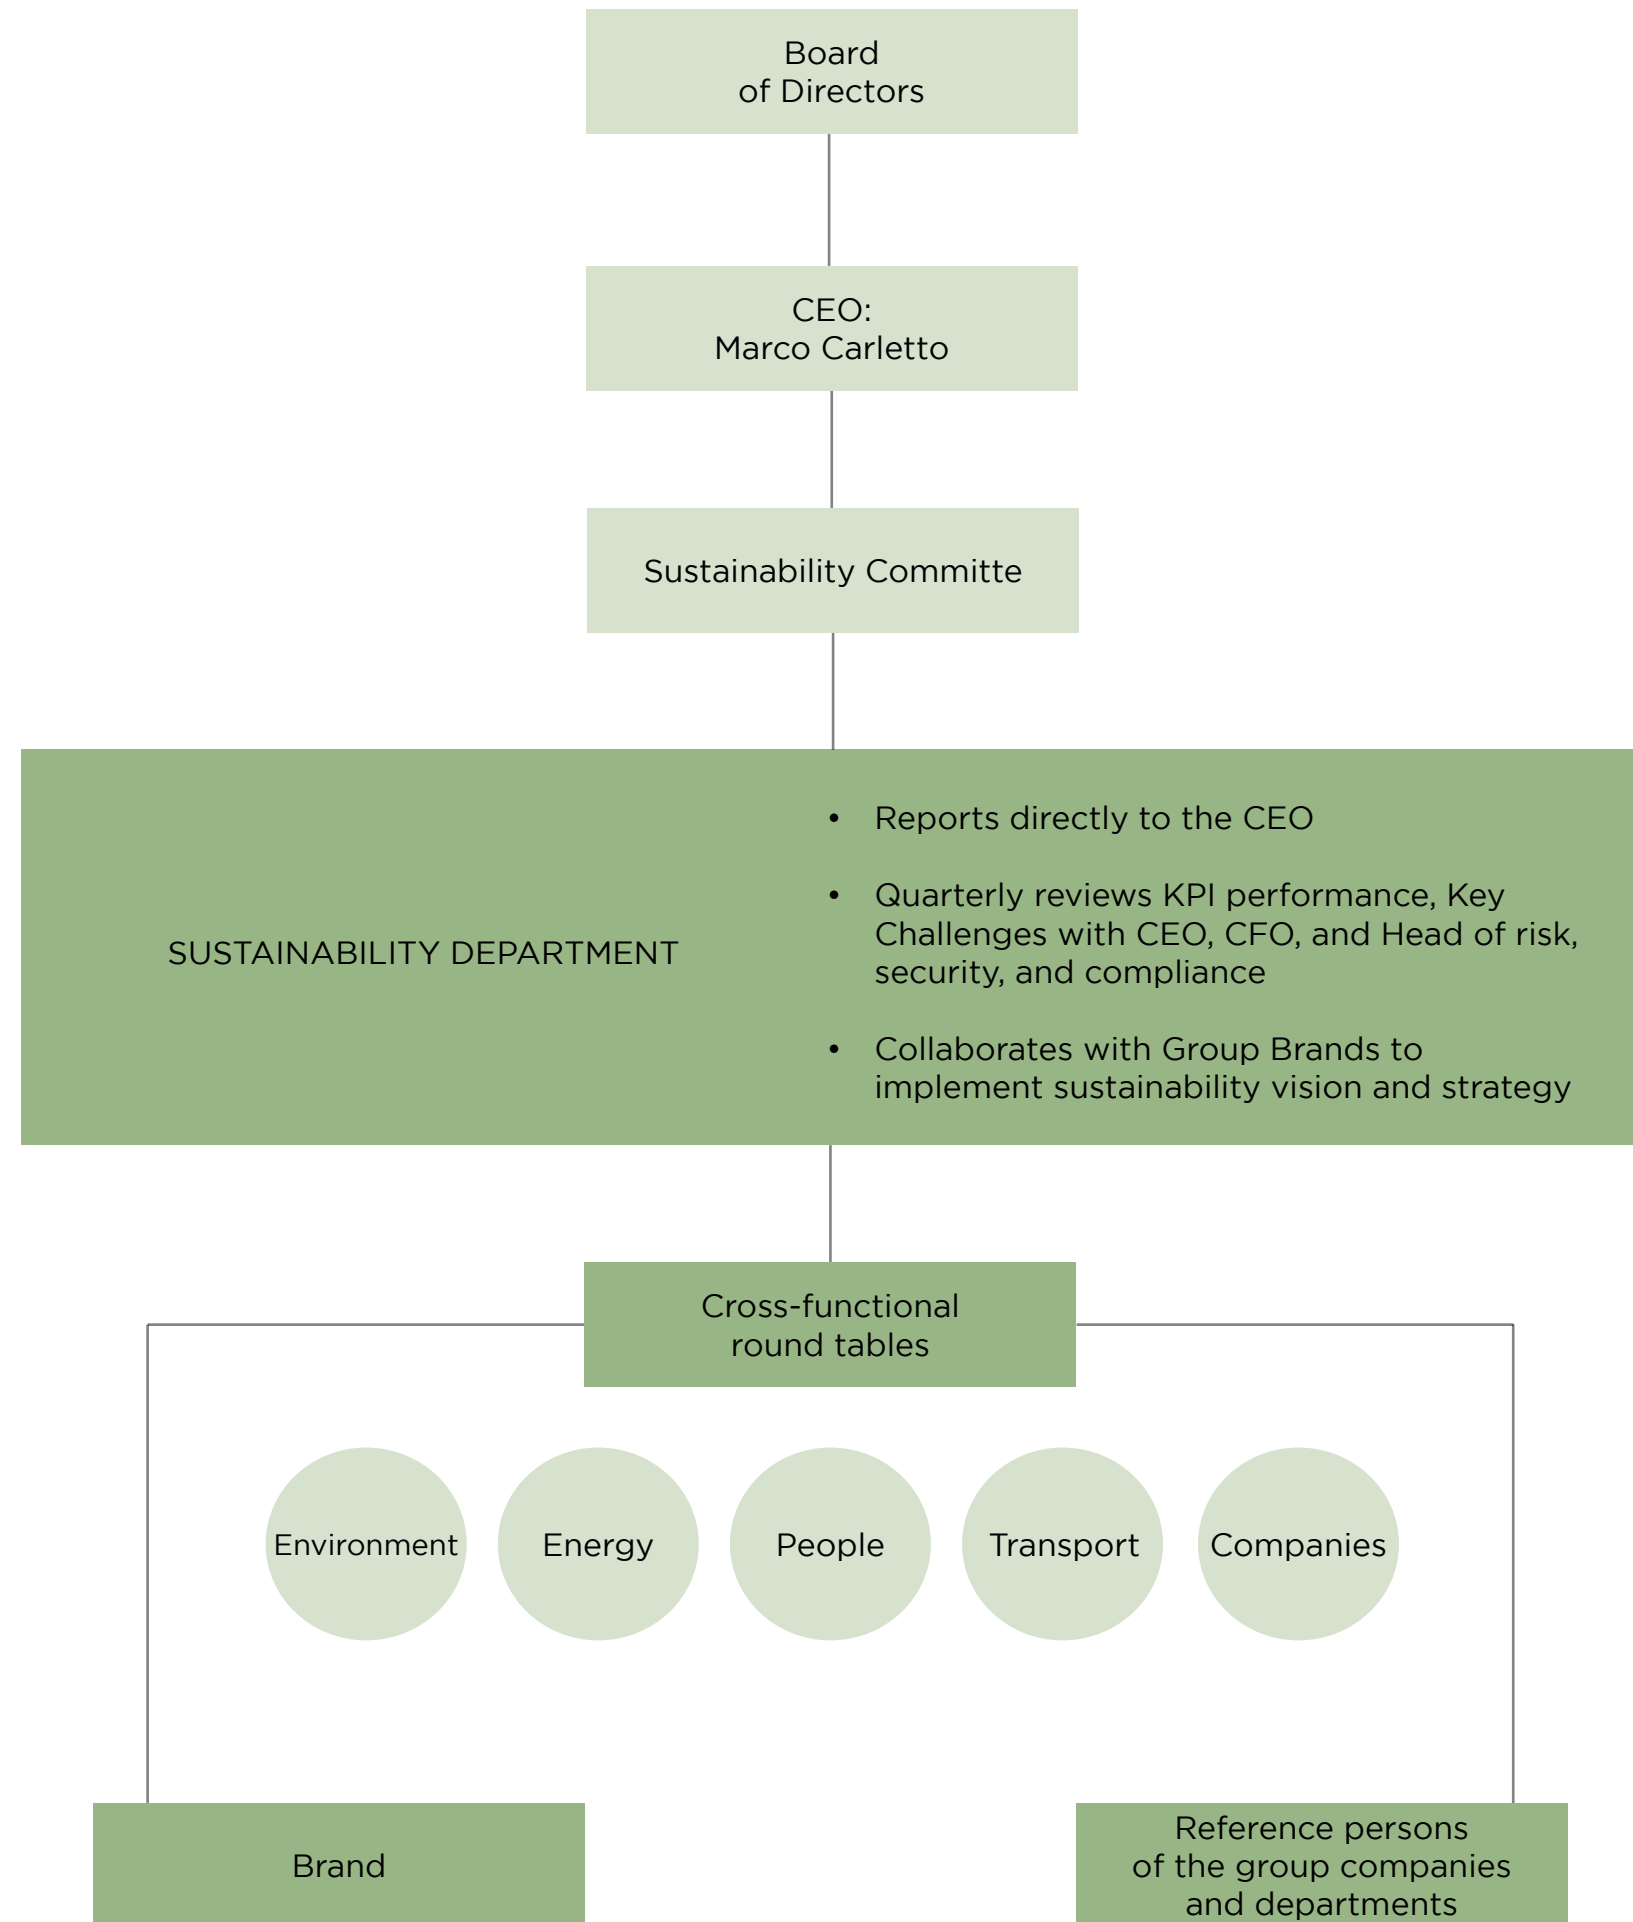 Board
of Directors
CEO:
Marco Carletto
Sustainability Committe
SUSTAINABILITY DEPARTMENT
• Reports directly to the CEO
• Quarterly reviews KPI performance, Key
Challenges with CEO, CFO, and Head of risk,
security, and compliance
• Collaborates with Group Brands to
implement sustainability vision and strategy
Cross-functional
round tables
Environment
Energy
People
Transport
Companies
Brand
Reference persons
of the group companies
and departments